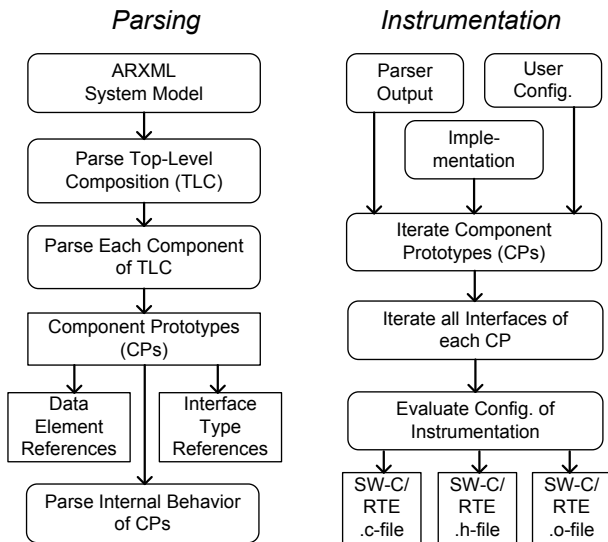 Parsing
ARXML
System Model
Parse Top-Level
Composition (TLC)
Parse Each Component
of TLC
Component Prototypes
(CPs)
Data
Element
References
Interface
Type
References
Parse Internal Behavior
of CPs
Instrumentation
Parser
Output
User
Config.
Imple-
mentation
Iterate Component
Prototypes (CPs)
Iterate all Interfaces of
each CP
Evaluate Config. of
Instrumentation
SW-C/
RTE
.c-file
SW-C/
RTE
.h-file
SW-C/
RTE
.o-file